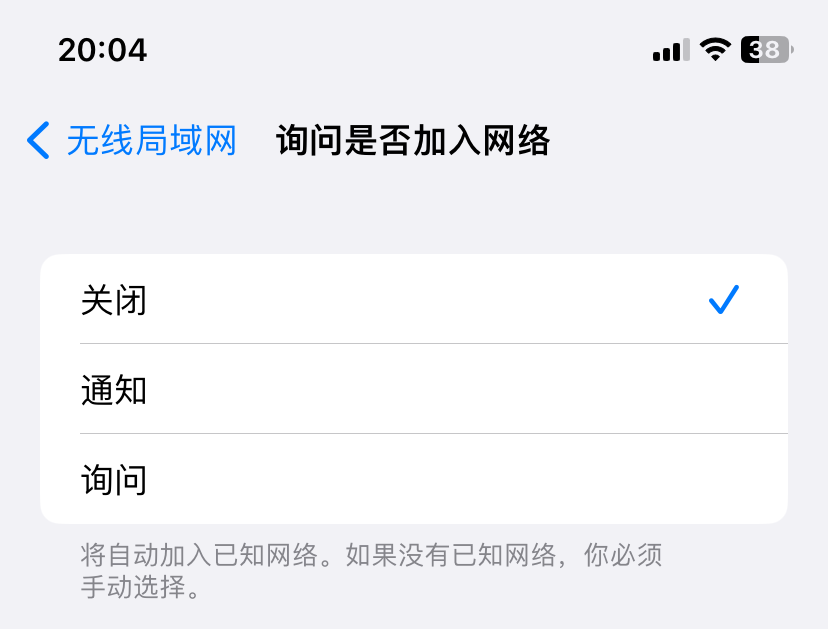 20:04
38
无线局域网 询问是否加入网络
关闭
通知
询问
将自动加入已知网络。如果没有已知网络，你必须
手动选择。